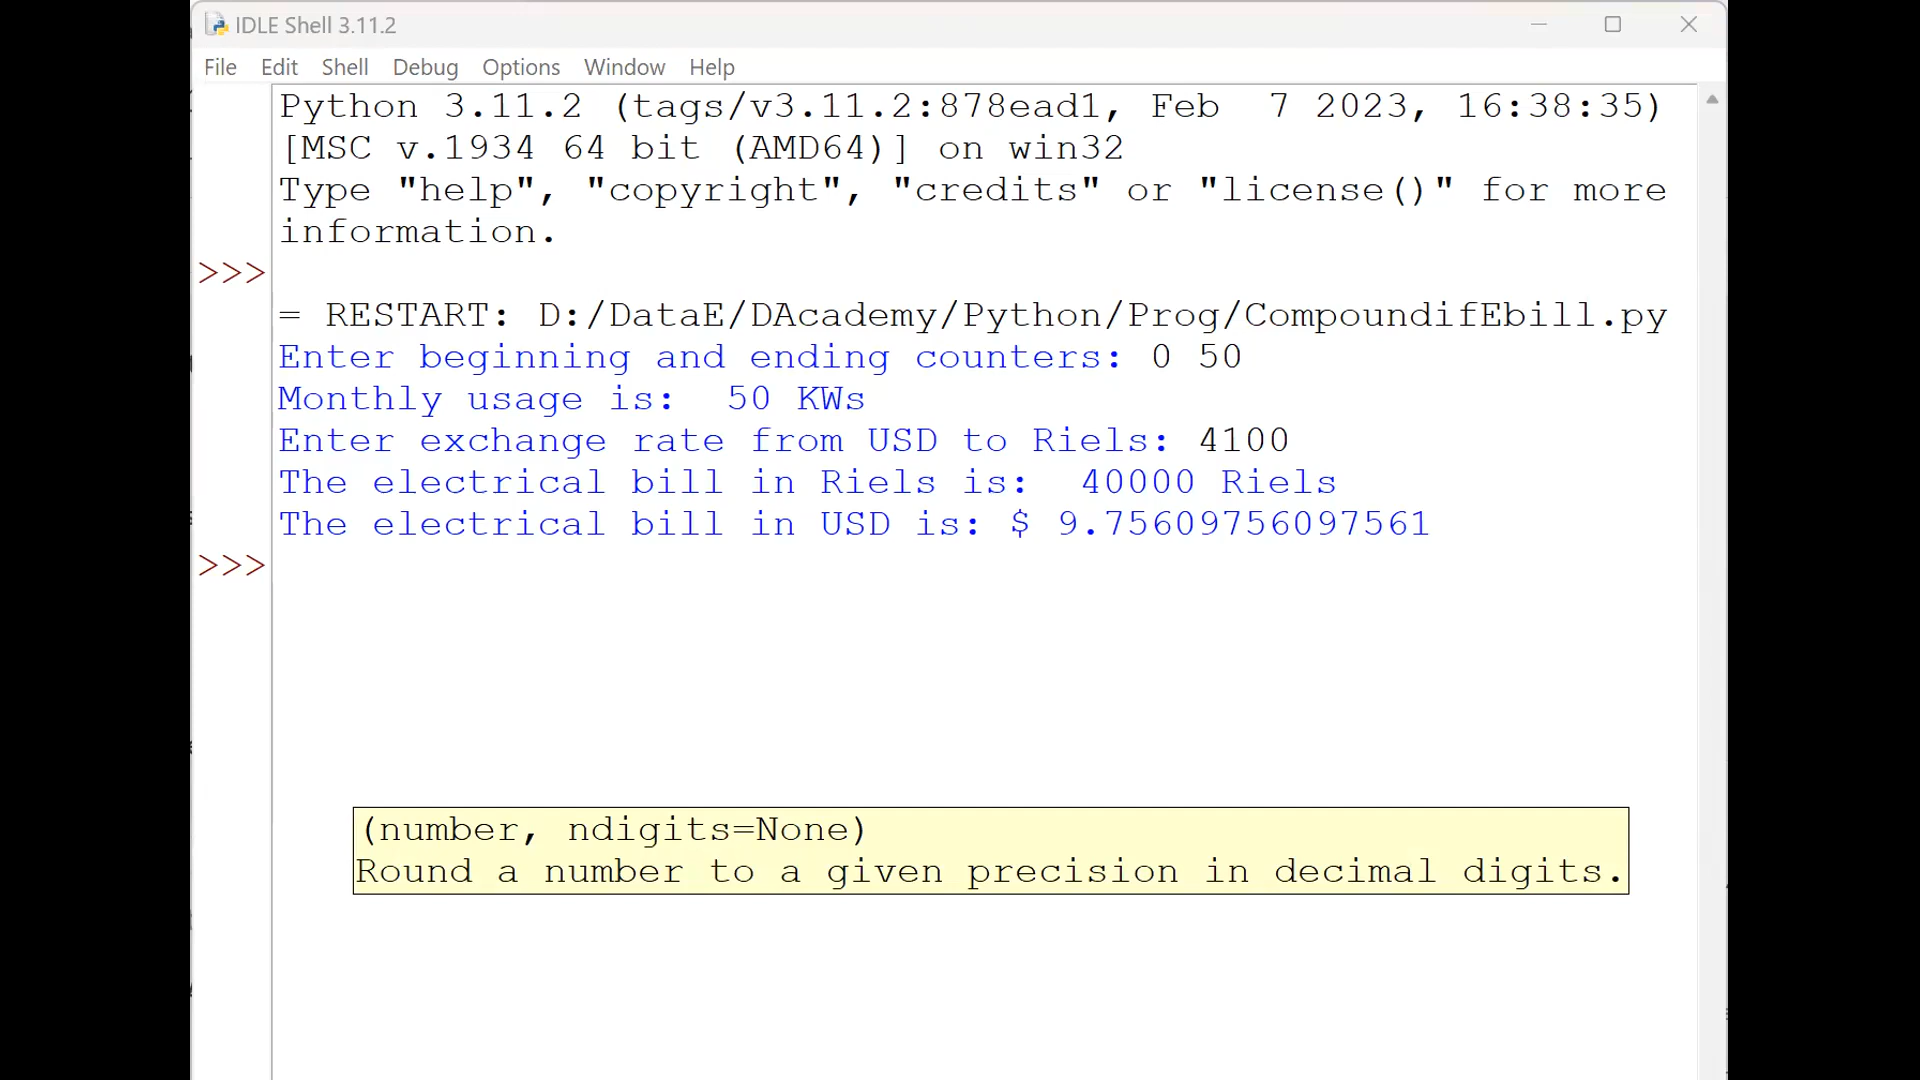 IDLE Shell 3.11.2
File Edit Shell Debug Options Window Help
Python 3.11.2 (tags/v3.11.2:878ead1, Feb  7 2023, 16:38:35)
[MSC v.1934 64 bit (AMD64)] on win32
Type "help", "copyright", "credits" or "license()" for more
information.
>>>
= RESTART: D:/DataE/DAcademy/Python/Prog/CompoundifEbill.py
Enter beginning and ending counters: 0 50
Monthly usage is:  50 KWs
Enter exchange rate from USD to Riels: 4100
The electrical bill in Riels is:  40000 Riels
The electrical bill in USD is: $ 9.75609756097561
>>>
(number, ndigits=None)
Round a number to a given precision in decimal digits.